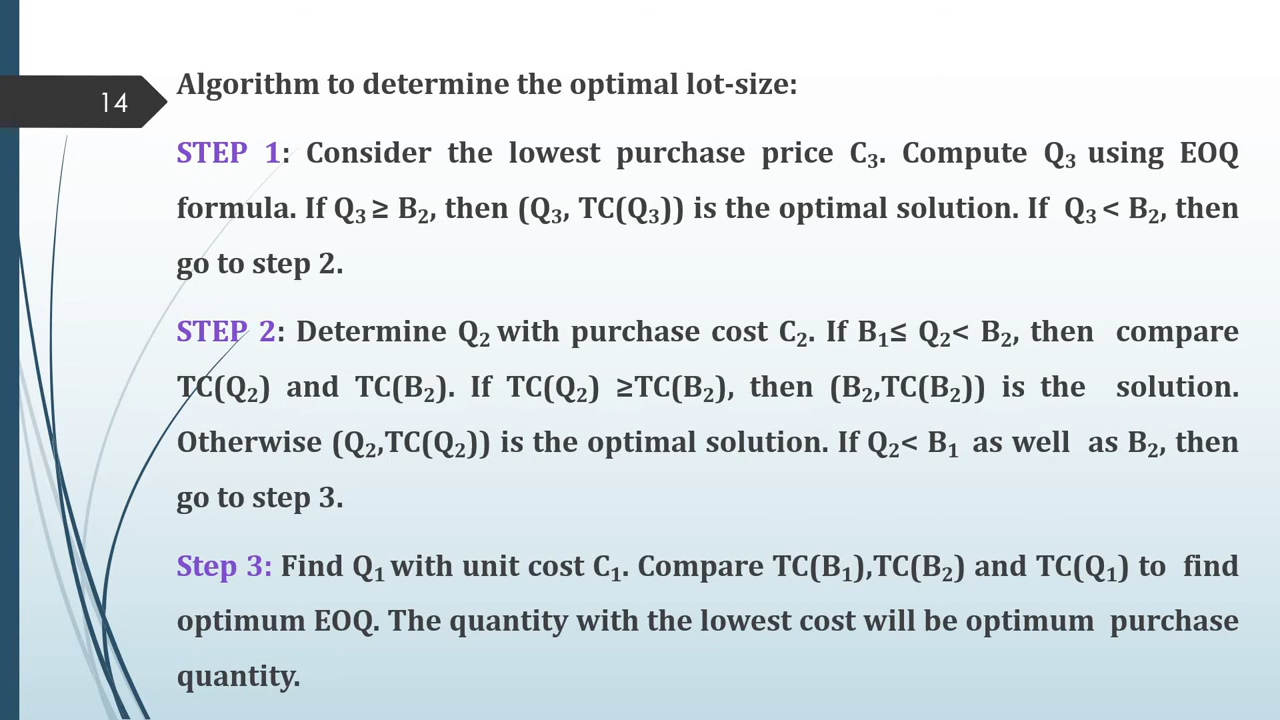 14
Algorithm to determine the optimal lot-size:
STEP 1: Consider the lowest purchase price C₃. Compute Q₃ using EOQ
formula. If Q₃ ≥ B₂, then (Q₃, TC(Q₃)) is the optimal solution. If Q₃ < B₂, then
go to step 2.
STEP 2: Determine Q₂ with purchase cost C₂. If B₁≤ Q₂< B₂, then compare
TC(Q₂) and TC(B₂). If TC(Q₂) ≥TC(B₂), then (B₂,TC(B₂)) is the solution.
Otherwise (Q₂,TC(Q₂)) is the optimal solution. If Q₂< B₁ as well as B₂, then
go to step 3.
Step 3: Find Q₁ with unit cost C₁. Compare TC(B₁),TC(B₂) and TC(Q₁) to find
optimum EOQ. The quantity with the lowest cost will be optimum purchase
quantity.